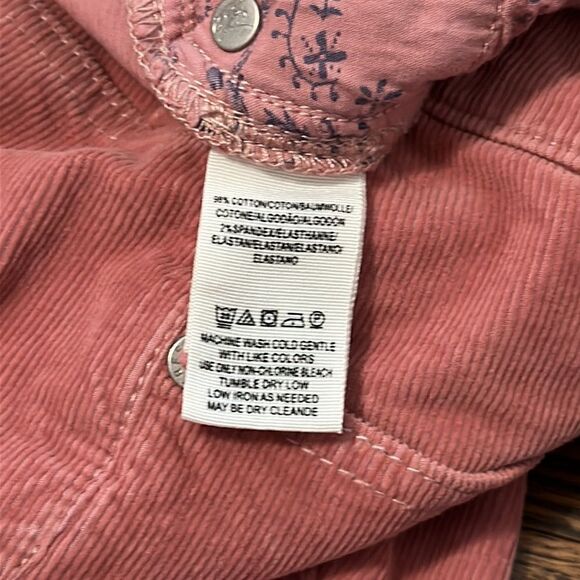 98% COTTON/COTON/BAUMWOLLE/
COTONE/ALGODÃO/ALGODÓN
2% SPANDEX/ELASTHANNE/
ELASTAN/ELASTAN/ELASTANO/
ELASTANO
MACHINE WASH COLD GENTLE
WITH LIKE COLORS
USE ONLY NON-CHLORINE BLEACH
TUMBLE DRY LOW
LOW IRON AS NEEDED
MAY BE DRY CLEANDE